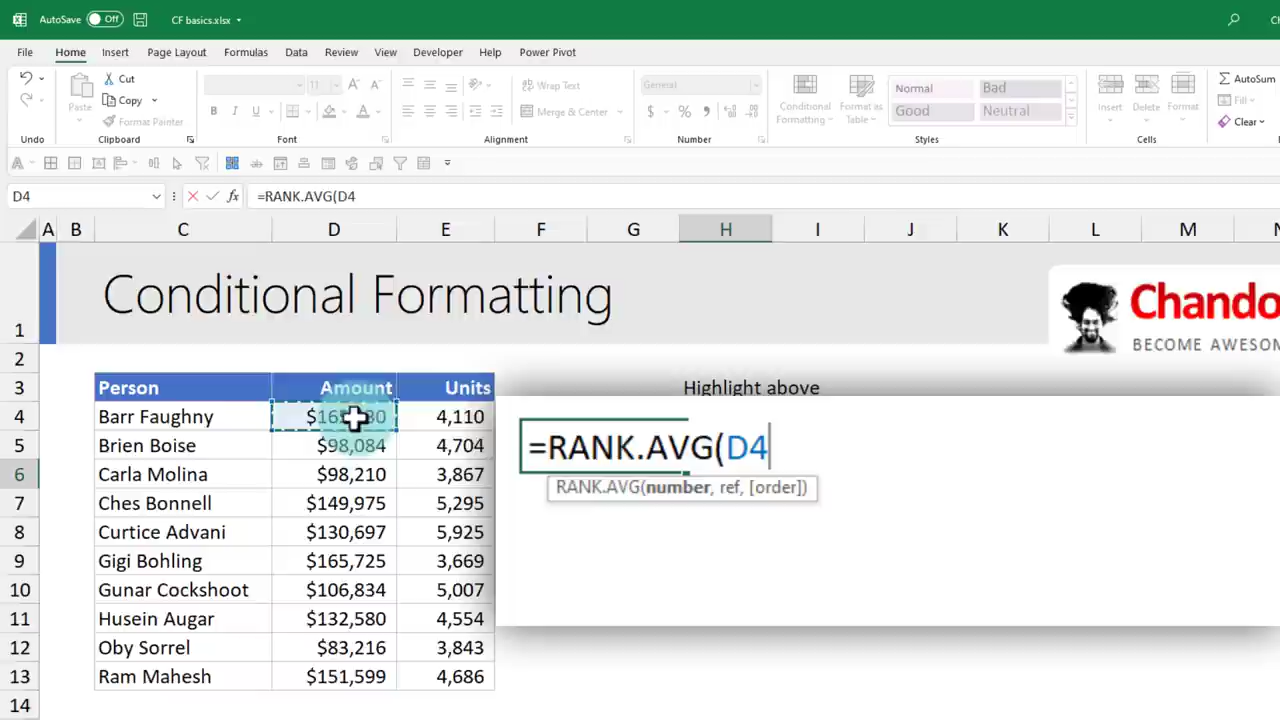 AutoSave Off CF basics.xlsx
File Home Insert Page Layout Formulas Data Review View Developer Help Power Pivot
Cut
Copy
Format Painter
Paste
11
B I U
Wrap Text
Merge & Center
General
Conditional Formatting
Format as Table
Normal Bad
Good Neutral
Insert Delete Format
AutoSum
Fill
Clear
Undo Clipboard Font Alignment Number Styles Cells
D4 fx =RANK.AVG(D4
A B C D E F G H I J K L M
1 Conditional Formatting
Chando
BECOME AWESOM
2
3 Person Amount Units Highlight above
4 Barr Faughny 4,110
5 Brien Boise $98,084 4,704
6 Carla Molina $98,210 3,867
7 Ches Bonnell $149,975 5,295
8 Curtice Advani $130,697 5,925
9 Gigi Bohling $165,725 3,669
10 Gunar Cockshoot $106,834 5,007
11 Husein Augar $132,580 4,554
12 Oby Sorrel $83,216 3,843
13 Ram Mahesh $151,599 4,686
14
=RANK.AVG(D4
RANK.AVG(number, ref, [order])